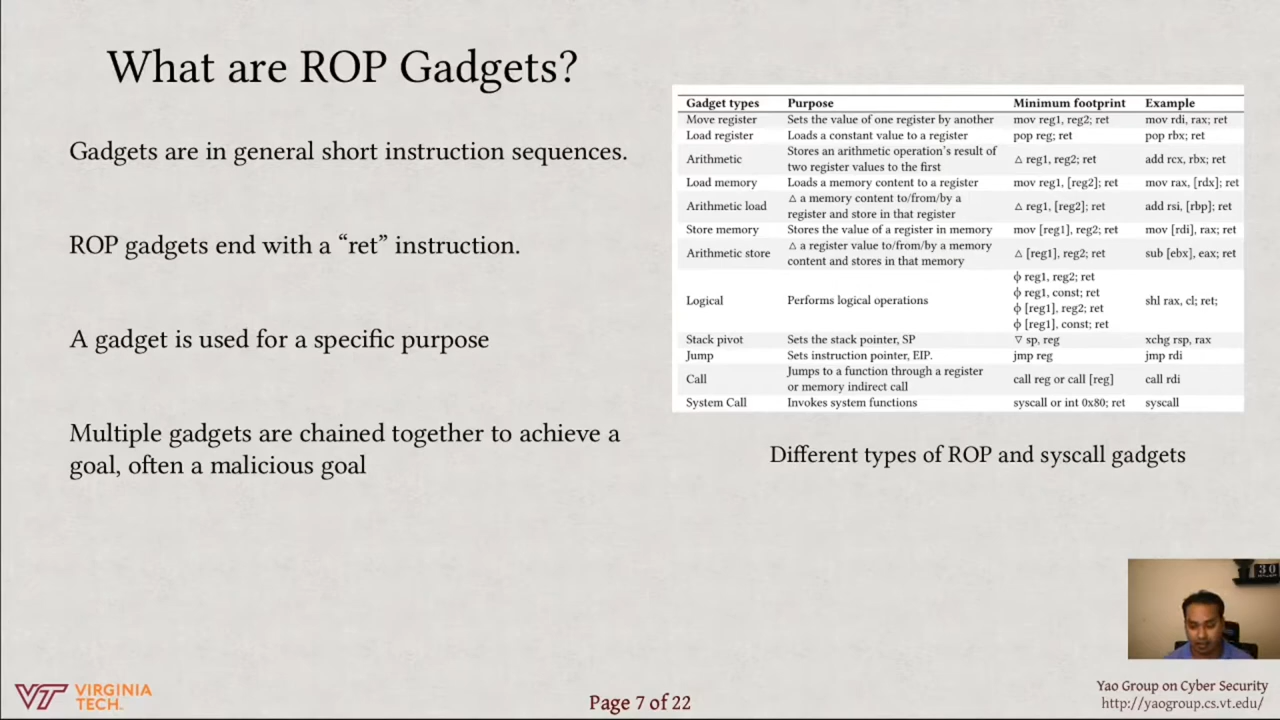 What are ROP Gadgets?
Gadgets are in general short instruction sequences.
ROP gadgets end with a “ret” instruction.
A gadget is used for a specific purpose
Multiple gadgets are chained together to achieve a
goal, often a malicious goal
Gadget types Purpose Minimum footprint Example
Move register Sets the value of one register by another mov reg1, reg2; ret mov rdi, rax; ret
Load register Loads a constant value to a register pop reg; ret pop rbx; ret
Arithmetic Stores an arithmetic operation's result of two register values to the first △ reg1, reg2; ret add rcx, rbx; ret
Load memory Loads a memory content to a register mov reg1, [reg2]; ret mov rax, [rdx]; ret
Arithmetic load △ a memory content to/from/by a register and store in that register △ reg1, [reg2]; ret add rsi, [rbp]; ret
Store memory Stores the value of a register in memory mov [reg1], reg2; ret mov [rdi], rax; ret
Arithmetic store △ a register value to/from/by a memory content and stores in that memory △ [reg1], reg2; ret sub [ebx], eax; ret
Logical Performs logical operations ϕ reg1, reg2; ret
ϕ reg1, const; ret
ϕ [reg1], reg2; ret
ϕ [reg1], const; ret
shl rax, cl; ret;
Stack pivot Sets the stack pointer, SP ▽ sp, reg xchg rsp, rax
Jump Sets instruction pointer, EIP. jmp reg jmp rdi
Call Jumps to a function through a register or memory indirect call call reg or call [reg] call rdi
System Call Invokes system functions syscall or int 0x80; ret syscall
Different types of ROP and syscall gadgets
30
VT VIRGINIA
TECH.
Page 7 of 22
Yao Group on Cyber Security
http://yaogroup.cs.vt.edu/